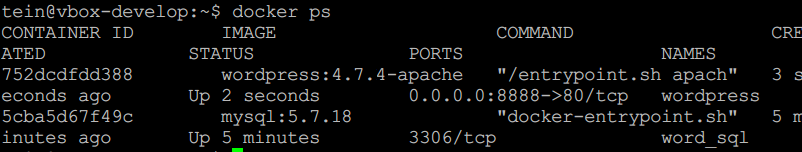 tein@vbox-develop:~$ docker ps
CONTAINER ID        IMAGE                    COMMAND                  CRE
ATED             STATUS              PORTS                  NAMES
752dcdfdd388        wordpress:4.7.4-apache   "/entrypoint.sh apach"   3 s
econds ago       Up 2 seconds        0.0.0.0:8888->80/tcp   wordpress
5cba5d67f49c        mysql:5.7.18             "docker-entrypoint.sh"   5 m
inutes ago       Up 5 minutes        3306/tcp               word_sql